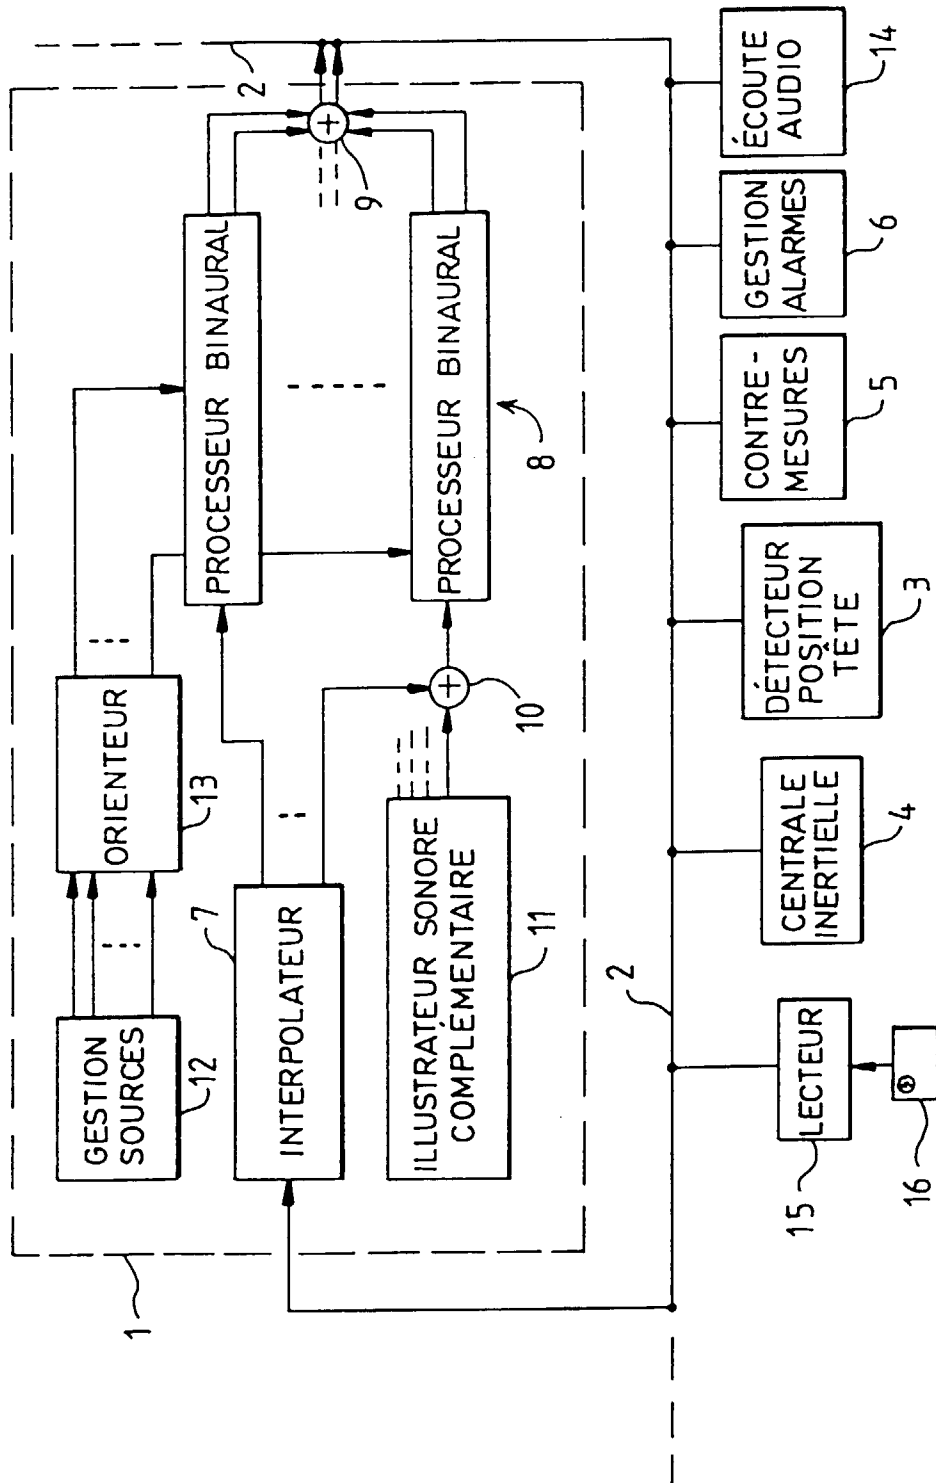 1
GESTION
SOURCES
12
ORIENTEUR
13
PROCESSEUR BINAURAL
2
9
INTERPOLATEUR
7
PROCESSEUR BINAURAL
8
10
ILLUSTRATEUR SONORE
COMPLÉMENTAIRE
11
2
LECTEUR
15
16
CENTRALE
INERTIELLE
4
DÉTECTEUR
POSITION
TÊTE
3
CONTRE-
MESURES
5
GESTION
ALARMES
6
ÉCOUTE
AUDIO
14